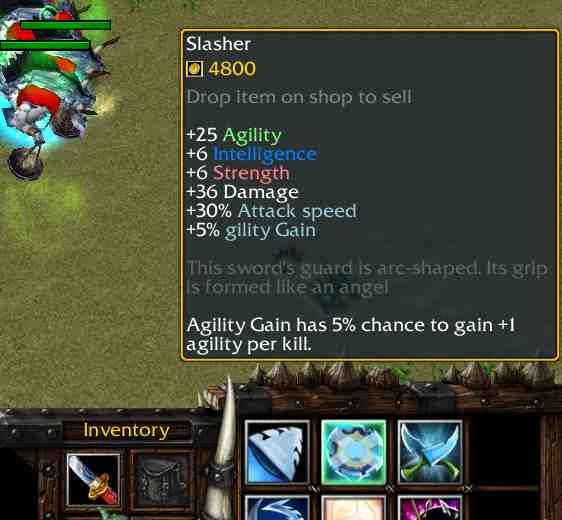 Slasher
4800
Drop item on shop to sell
+25 Agility
+6 Intelligence
+6 Strength
+36 Damage
+30% Attack speed
+5% gility Gain
This sword's guard is arc-shaped. Its grip
is formed like an angel
Agility Gain has 5% chance to gain +1
agility per kill.
Inventory